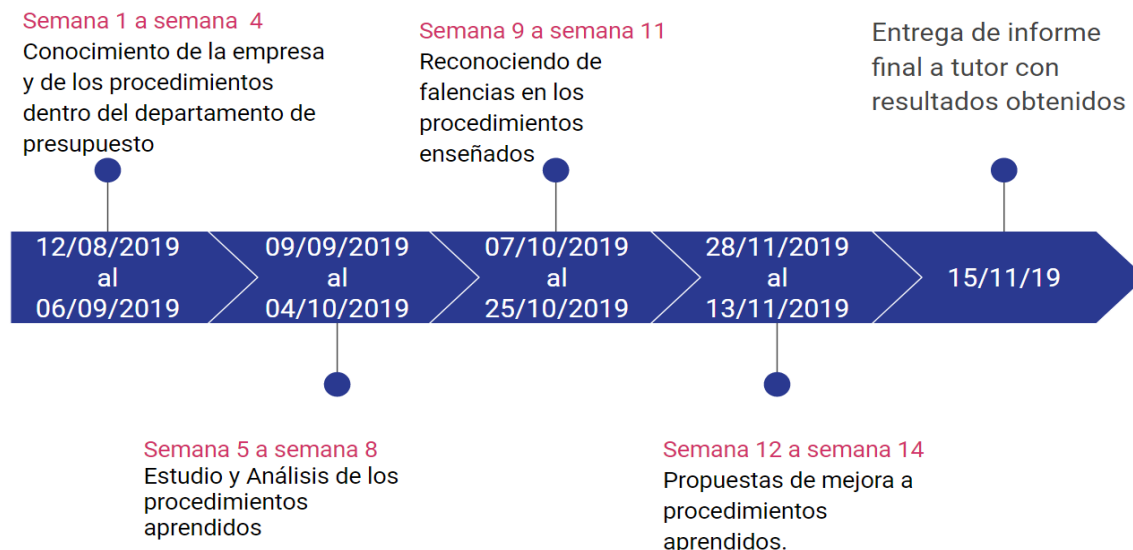 Semana 1 a semana  4
Conocimiento de la empresa
y de los procedimientos
dentro del departamento de
presupuesto
Semana 9 a semana 11
Reconociendo de
falencias en los
procedimientos
enseñados
Entrega de informe
final a tutor con
resultados obtenidos
12/08/2019
al
06/09/2019
09/09/2019
al
04/10/2019
07/10/2019
al
25/10/2019
28/11/2019
al
13/11/2019
15/11/19
Semana 5 a semana 8
Estudio y Análisis de los
procedimientos
aprendidos
Semana 12 a semana 14
Propuestas de mejora a
procedimientos
aprendidos.